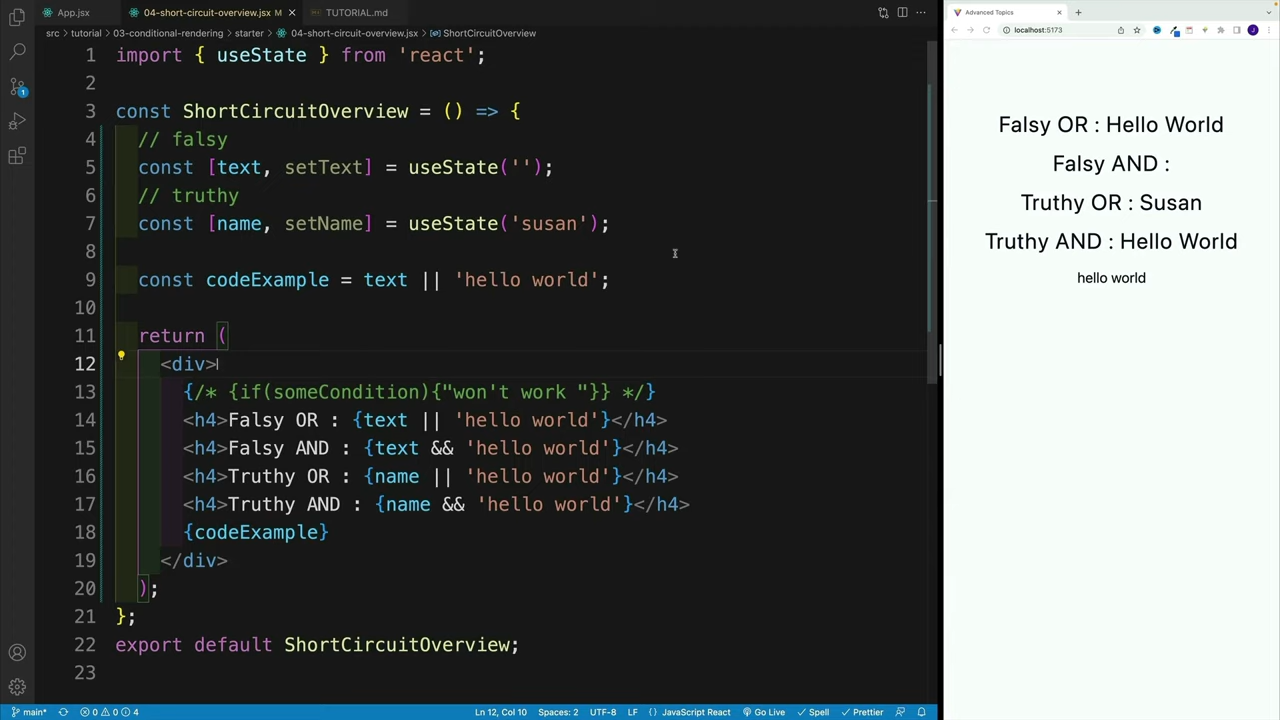 App.jsx
04-short-circuit-overview.jsx M
TUTORIAL.md
src > tutorial > 03-conditional-rendering > starter > 04-short-circuit-overview.jsx > ShortCircuitOverview
1 import { useState } from 'react';
2
3 const ShortCircuitOverview = () => {
4 // falsy
5 const [text, setText] = useState('');
6 // truthy
7 const [name, setName] = useState('susan');
8
9 const codeExample = text || 'hello world';
10
11 return (
12 <div>
13 {/* {if(someCondition){"won't work "}} */}
14 <h4>Falsy OR : {text || 'hello world'}</h4>
15 <h4>Falsy AND : {text && 'hello world'}</h4>
16 <h4>Truthy OR : {name || 'hello world'}</h4>
17 <h4>Truthy AND : {name && 'hello world'}</h4>
18 {codeExample}
19 </div>
20 );
21 };
22 export default ShortCircuitOverview;
23
1
main* 0 0 4 Ln 12, Col 10 Spaces: 2 UTF-8 LF {} JavaScript React Go Live Spell Prettier
Advanced Topics
localhost:5173
J
Falsy OR : Hello World
Falsy AND :
Truthy OR : Susan
Truthy AND : Hello World
hello world